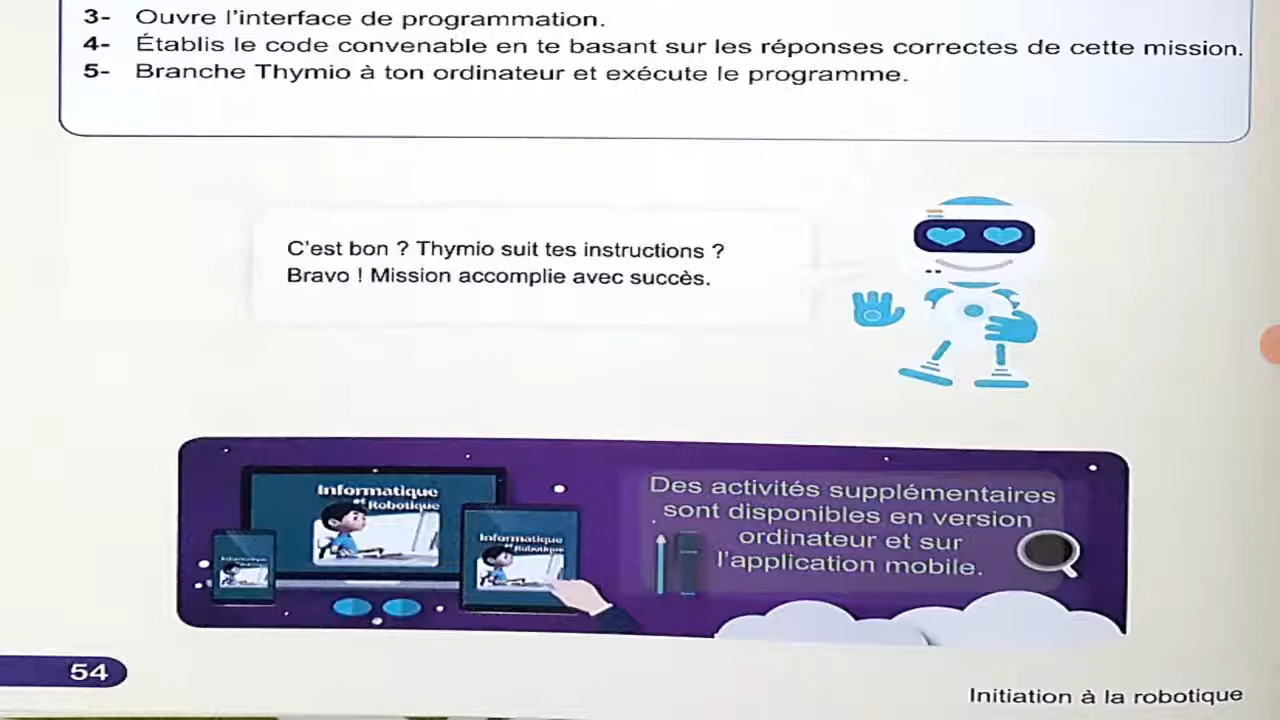 3- Ouvre l'interface de programmation.
4- Établis le code convenable en te basant sur les réponses correctes de cette mission.
5- Branche Thymio à ton ordinateur et exécute le programme.
C'est bon ? Thymio suit tes instructions ?
Bravo ! Mission accomplie avec succès.
Informatique
et Robotique
Informatique
et Robotique
Informatique
Des activités supplémentaires
sont disponibles en version
ordinateur et sur
l'application mobile.
54
Initiation à la robotique